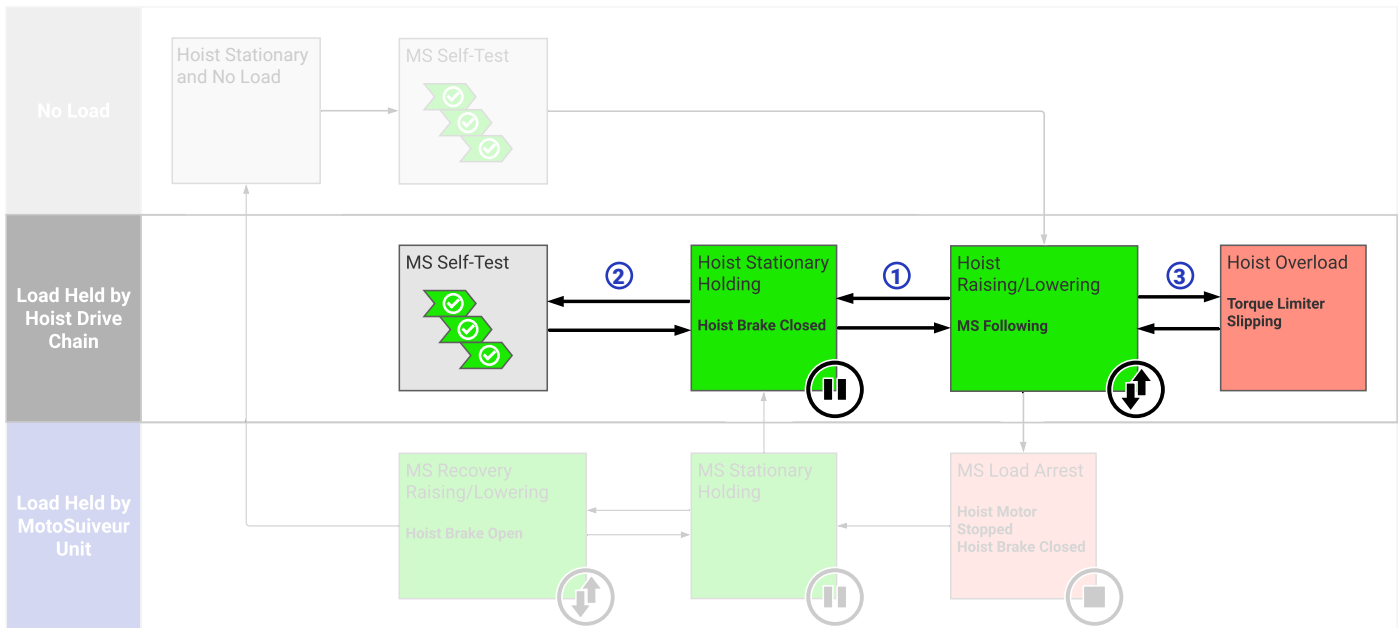 No Load
Hoist Stationary
and No Load
MS Self-Test
Load Held by
Hoist Drive
Chain
MS Self-Test
②
Hoist Stationary
Holding
Hoist Brake Closed
①
Hoist
Raising/Lowering
MS Following
③
Hoist Overload
Torque Limiter
Slipping
Load Held by
MotoSuiveur
Unit
MS Recovery
Raising/Lowering
Hoist Brake Open
MS Stationary
Holding
MS Load Arrest
Hoist Motor
Stopped
Hoist Brake Closed